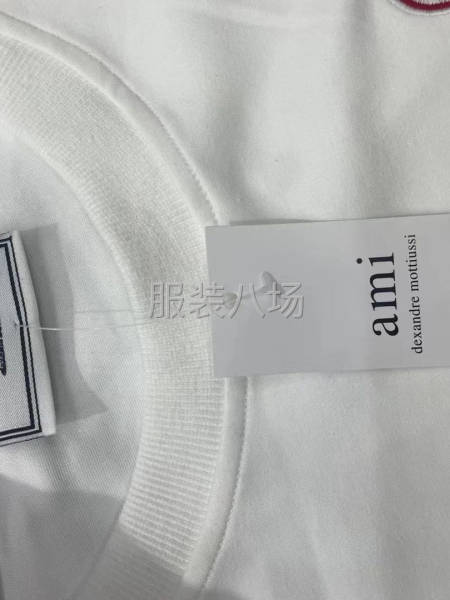 服装八场
ami
dexandre mottiussi